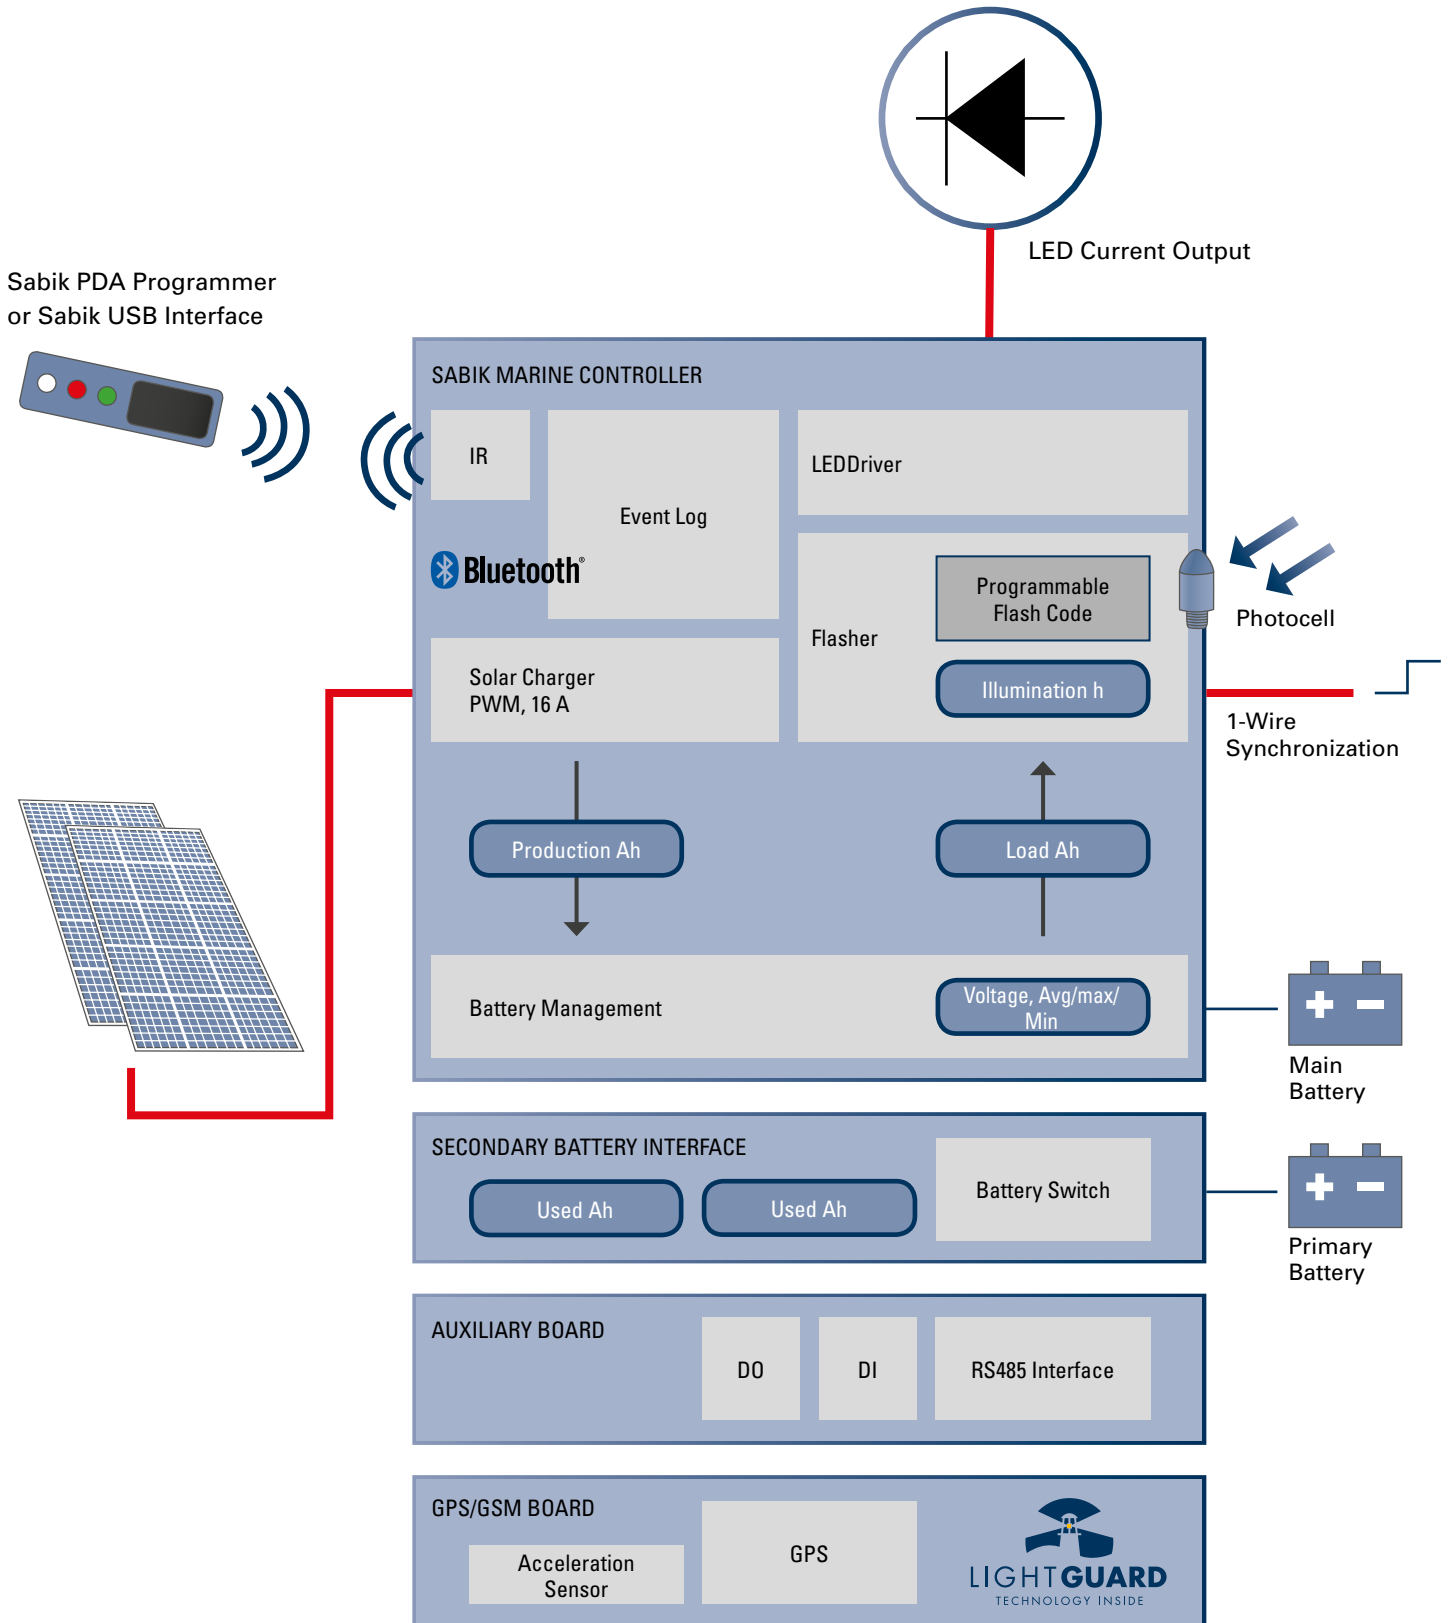 LED Current Output
Sabik PDA Programmer
or Sabik USB Interface
SABIK MARINE CONTROLLER
IR
Event Log
LEDDriver
Bluetooth®
Programmable
Flash Code
Flasher
Illumination h
Photocell
Solar Charger
PWM, 16 A
1-Wire
Synchronization
Production Ah
Load Ah
Battery Management
Voltage, Avg/max/
Min
Main
Battery
SECONDARY BATTERY INTERFACE
Used Ah
Used Ah
Battery Switch
Primary
Battery
AUXILIARY BOARD
DO
DI
RS485 Interface
GPS/GSM BOARD
Acceleration
Sensor
GPS
LIGHTGUARD
TECHNOLOGY INSIDE